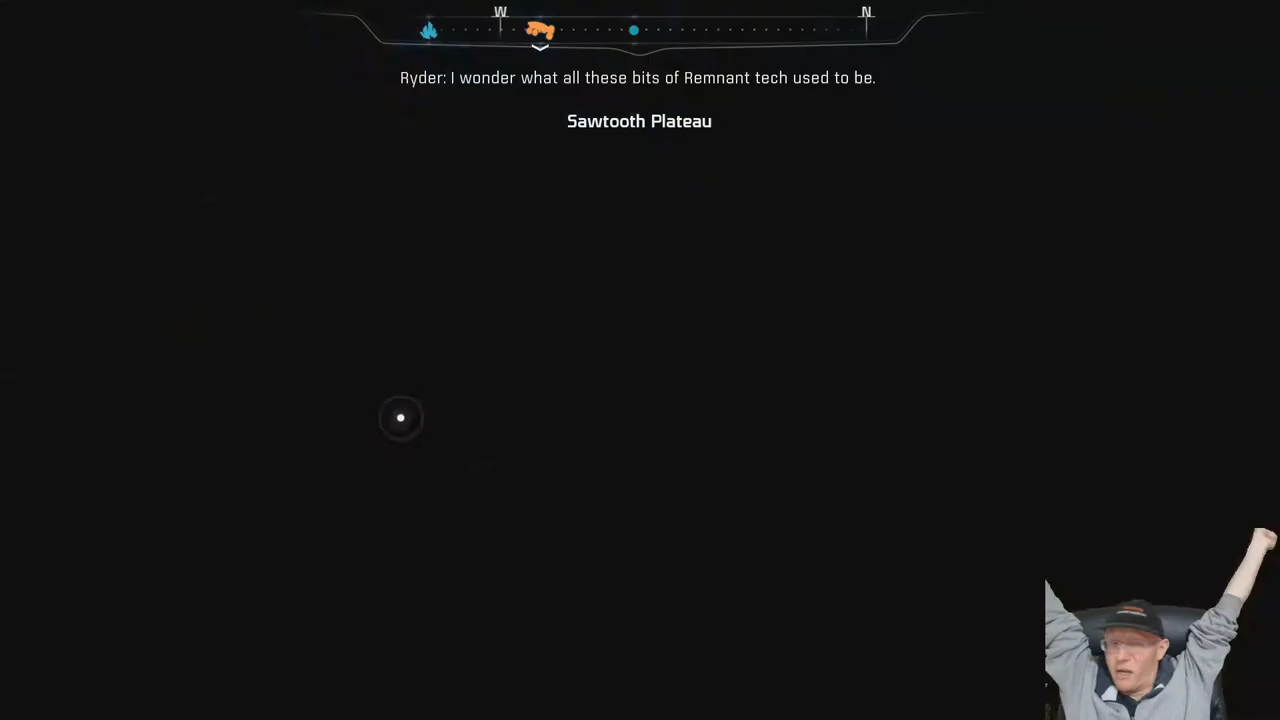 W N
Ryder: I wonder what all these bits of Remnant tech used to be.
Sawtooth Plateau